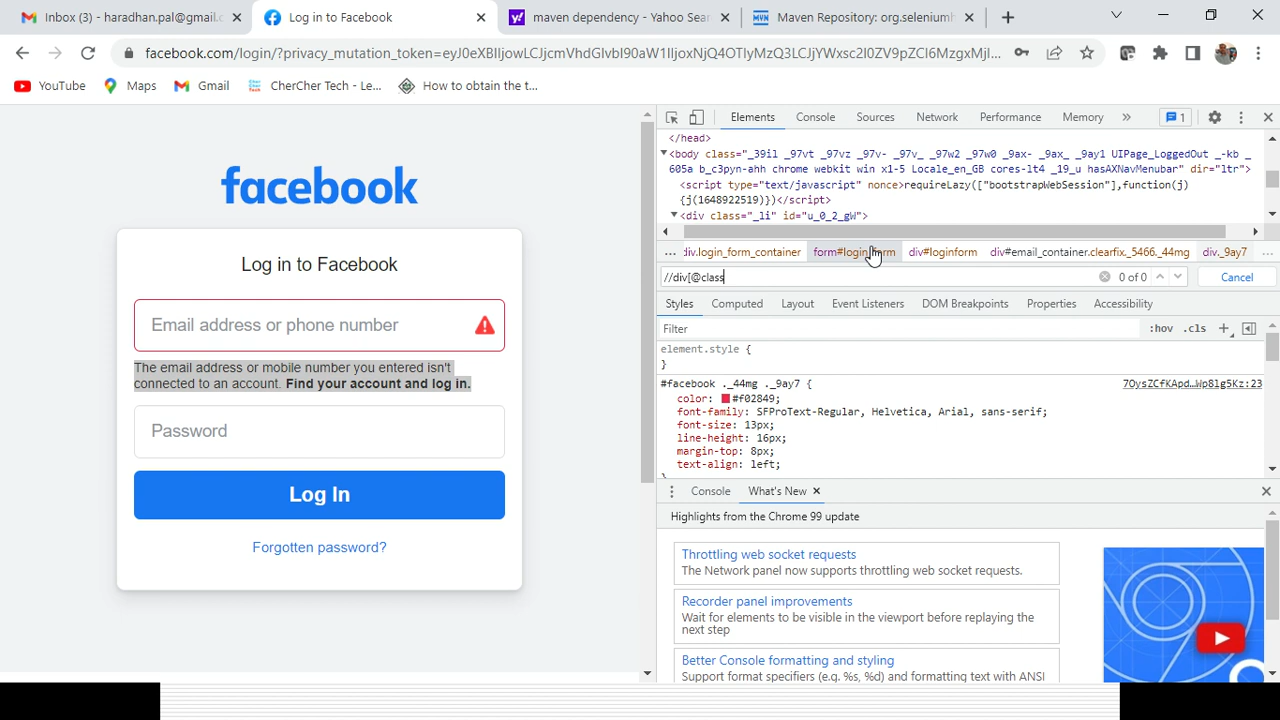 Inbox (3) - haradhan.pal@gmail.c
Log in to Facebook
maven dependency - Yahoo Sear
Maven Repository: org.seleniumh
facebook.com/login/?privacy_mutation_token=
YouTube
Maps
Gmail
CherCher Tech - Le...
How to obtain the t...
facebook
Log in to Facebook
Email address or phone number
The email address or mobile number you entered isn't
connected to an account. Find your account and log in.
Password
Log In
Forgotten password?
Elements Console Sources Network Performance Memory » 1
</head>
<body class="_39il _97vt _97vz _97v- _97v_ _97w2 _97w0 _9ax- _9ax_ _9ay1 UIPage_LoggedOut _-kb _
605a b_c3pyn-ahh chrome webkit win x1-5 Locale_en_GB cores-lt4 _19_u hasAXNavMenubar" dir="ltr">
<script type="text/javascript" nonce>requireLazy(["bootstrapWebSession"],function(j)
{j(1648922519)})</script>
<div class="_li" id="u_0_2_gW">
... div.login_form_container form#login_form div#loginform div#email_container.clearfix._5466._44mg div._9ay7 ...
//div[@class
0 of 0
Cancel
Styles Computed Layout Event Listeners DOM Breakpoints Properties Accessibility
Filter
:hov .cls +
element.style {
}
#facebook ._44mg ._9ay7 {
7OysZCfKApd…Wp8lg5Kz:23
color: #f02849;
font-family: SFProText-Regular, Helvetica, Arial, sans-serif;
font-size: 13px;
line-height: 16px;
margin-top: 8px;
text-align: left;
Console What's New
Highlights from the Chrome 99 update
Throttling web socket requests
The Network panel now supports throttling web socket requests.
Recorder panel improvements
Wait for elements to be visible in the viewport before replaying the
next step
Better Console formatting and styling
Support format specifiers (e.g. %s, %d) and formatting text with ANSI